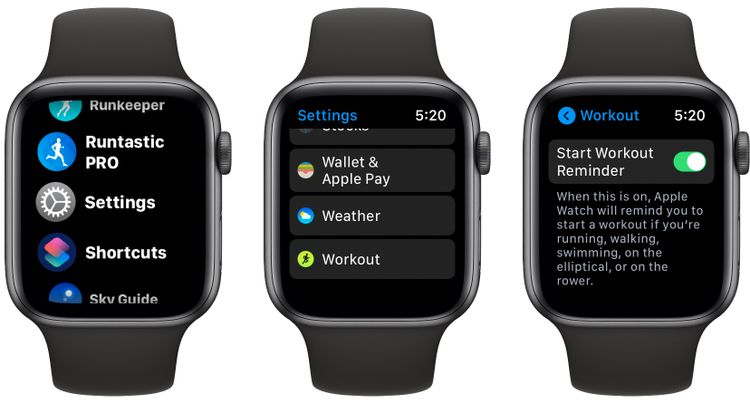 Runkeeper
Runtastic
PRO
Settings
Shortcuts
Sky Guide
Settings 5:20
Stocks
Wallet &
Apple Pay
Weather
Workout
Workout 5:20
Start Workout
Reminder
When this is on, Apple
Watch will remind you to
start a workout if you're
running, walking,
swimming, on the
elliptical, or on the
rower.